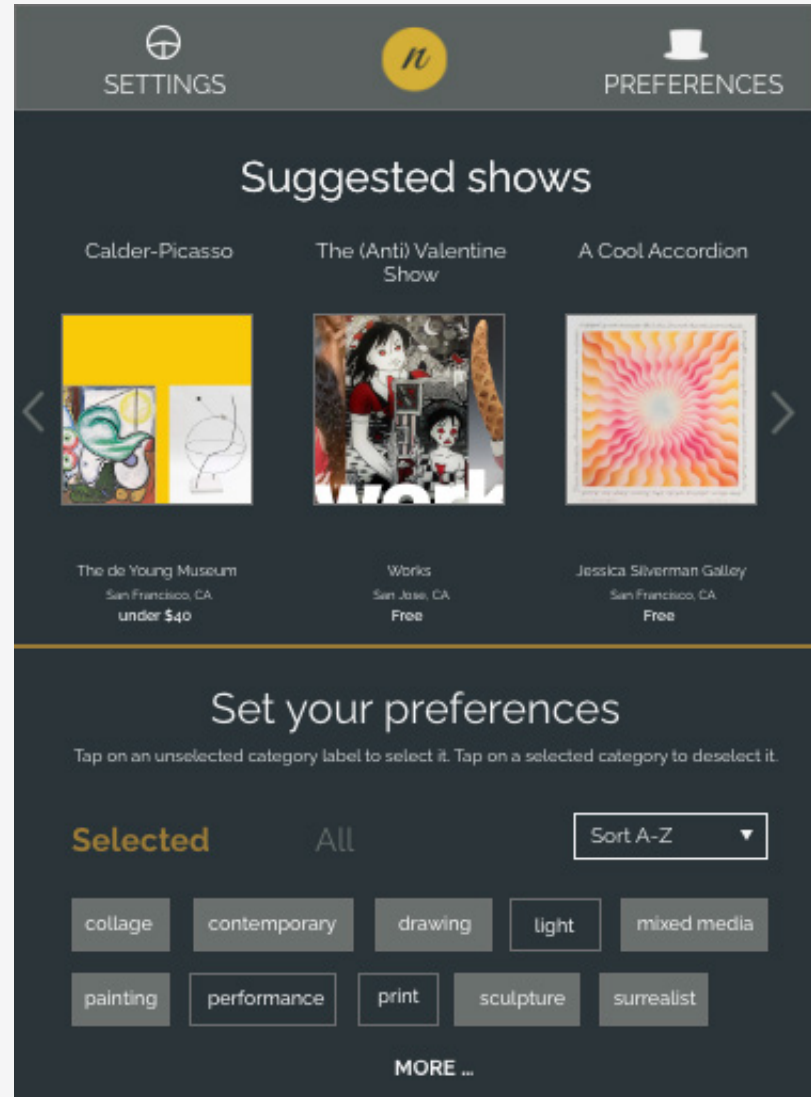 SETTINGS
n
PREFERENCES
Suggested shows
Calder-Picasso
The (Anti) Valentine
Show
A Cool Accordion
work
The de Young Museum
San Francisco, CA
under $40
Works
San Jose, CA
Free
Jessica Silverman Galley
San Francisco, CA
Free
Set your preferences
Tap on an unselected category label to select it. Tap on a selected category to deselect it.
Selected
All
Sort A-Z
collage
contemporary
drawing
light
mixed media
painting
performance
print
sculpture
surrealist
MORE ...